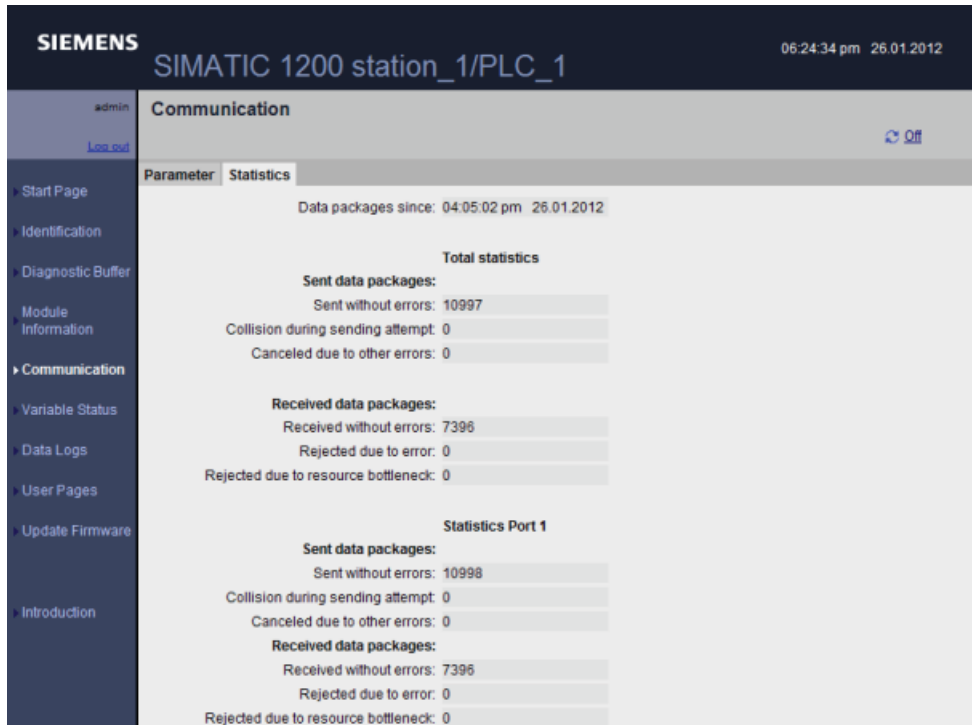 SIEMENS
SIMATIC 1200 station_1/PLC_1
06:24:34 pm 26.01.2012
admin
Log out
Communication
Off
Start Page
Identification
Diagnostic Buffer
Module
Information
Communication
Variable Status
Data Logs
User Pages
Update Firmware
Introduction
Parameter Statistics
Data packages since: 04:05:02 pm 26.01.2012
Total statistics
Sent data packages:
Sent without errors: 10997
Collision during sending attempt: 0
Canceled due to other errors: 0
Received data packages:
Received without errors: 7396
Rejected due to error: 0
Rejected due to resource bottleneck: 0
Statistics Port 1
Sent data packages:
Sent without errors: 10998
Collision during sending attempt: 0
Canceled due to other errors: 0
Received data packages:
Received without errors: 7396
Rejected due to error: 0
Rejected due to resource bottleneck: 0